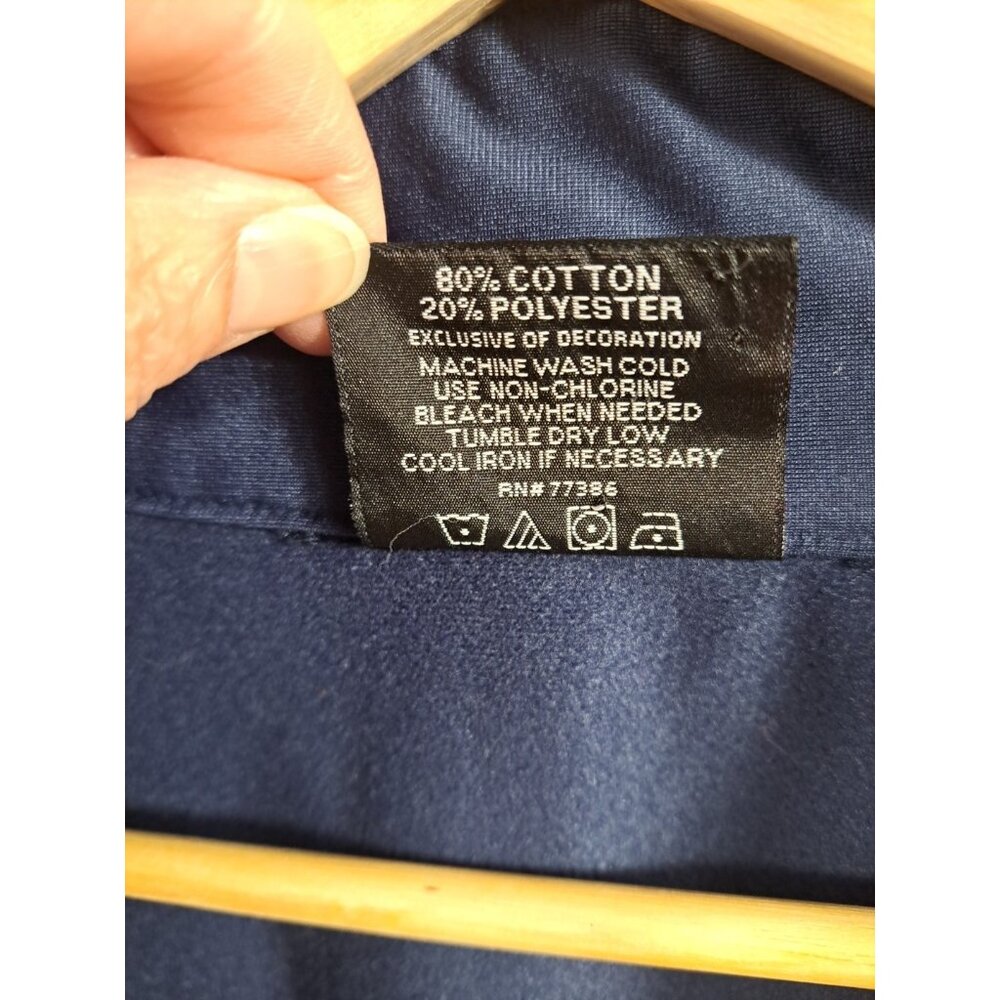 80% COTTON
20% POLYESTER
EXCLUSIVE OF DECORATION
MACHINE WASH COLD
USE NON-CHLORINE
BLEACH WHEN NEEDED
TUMBLE DRY LOW
COOL IRON IF NECESSARY
RN# 77386